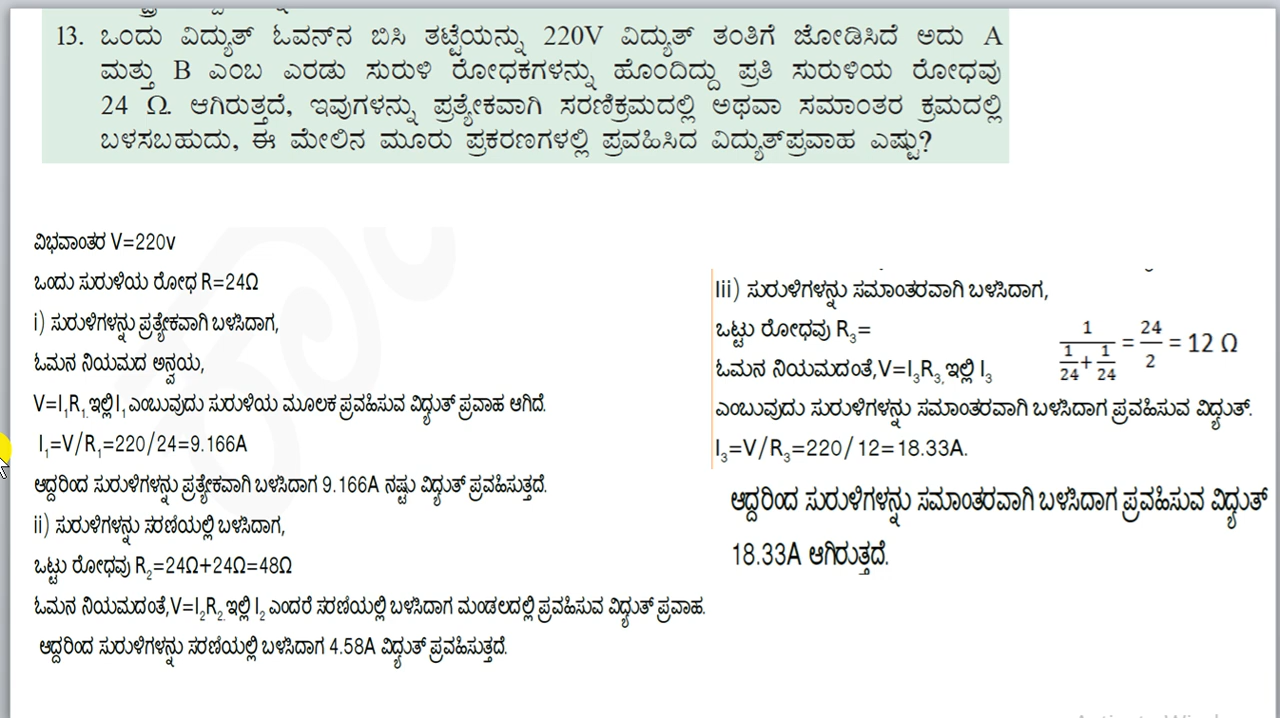 13. ಒಂದು ವಿದ್ಯುತ್ ಓವನ್‌ನ ಬಿಸಿ ತಟ್ಟೆಯನ್ನು 220V ವಿದ್ಯುತ್ ತಂತಿಗೆ ಜೋಡಿಸಿದೆ ಅದು A
ಮತ್ತು B ಎಂಬ ಎರಡು ಸುರುಳಿ ರೋಧಕಗಳನ್ನು ಹೊಂದಿದ್ದು ಪ್ರತಿ ಸುರುಳಿಯ ರೋಧವು
24 Ω. ಆಗಿರುತ್ತದೆ, ಇವುಗಳನ್ನು ಪ್ರತ್ಯೇಕವಾಗಿ ಸರಣಿಕ್ರಮದಲ್ಲಿ ಅಥವಾ ಸಮಾಂತರ ಕ್ರಮದಲ್ಲಿ
ಬಳಸಬಹುದು, ಈ ಮೇಲಿನ ಮೂರು ಪ್ರಕರಣಗಳಲ್ಲಿ ಪ್ರವಹಿಸಿದ ವಿದ್ಯುತ್‌ಪ್ರವಾಹ ಎಷ್ಟು?
ವಿಭವಾಂತರ V=220v
ಒಂದು ಸುರುಳಿಯ ರೋಧ R=24Ω
i) ಸುರುಳಿಗಳನ್ನು ಪ್ರತ್ಯೇಕವಾಗಿ ಬಳಸಿದಾಗ,
ಓಮನ ನಿಯಮದ ಅನ್ವಯ,
V=I₁R₁, ಇಲ್ಲಿ I₁ ಎಂಬುವುದು ಸುರುಳಿಯ ಮೂಲಕ ಪ್ರವಹಿಸುವ ವಿಧ್ಯುತ್ ಪ್ರವಾಹ ಆಗಿದೆ.
I₁=V/R₁=220/24=9.166A
ಆದ್ದರಿಂದ ಸುರುಳಿಗಳನ್ನು ಪ್ರತ್ಯೇಕವಾಗಿ ಬಳಸಿದಾಗ 9.166A ನಷ್ಟು ವಿಧ್ಯುತ್ ಪ್ರವಹಿಸುತ್ತದೆ.
ii) ಸುರುಳಿಗಳನ್ನು ಸರಣಿಯಲ್ಲಿ ಬಳಸಿದಾಗ,
ಒಟ್ಟು ರೋಧವು R₂=24Ω+24Ω=48Ω
ಓಮನ ನಿಯಮದಂತೆ,V=I₂R₂, ಇಲ್ಲಿ I₂ ಎಂದರೆ ಸರಣಿಯಲ್ಲಿ ಬಳಸಿದಾಗ ಮಂಡಲದಲ್ಲಿ ಪ್ರವಹಿಸುವ ವಿಧ್ಯುತ್ ಪ್ರವಾಹ.
ಆದ್ದರಿಂದ ಸುರುಳಿಗಳನ್ನು ಸರಣಿಯಲ್ಲಿ ಬಳಸಿದಾಗ 4.58A ವಿಧ್ಯುತ್ ಪ್ರವಹಿಸುತ್ತದೆ.
Iii) ಸುರುಳಿಗಳನ್ನು ಸಮಾಂತರವಾಗಿ ಬಳಸಿದಾಗ,
ಒಟ್ಟು ರೋಧವು R₃= 1/(1/24+1/24) = 24/2 = 12 Ω
ಓಮನ ನಿಯಮದಂತೆ,V=I₃R₃, ಇಲ್ಲಿ I₃
ಎಂಬುವುದು ಸುರುಳಿಗಳನ್ನು ಸಮಾಂತರವಾಗಿ ಬಳಸಿದಾಗ ಪ್ರವಹಿಸುವ ವಿಧ್ಯುತ್.
I₃=V/R₃=220/12=18.33A.
ಆದ್ದರಿಂದ ಸುರುಳಿಗಳನ್ನು ಸಮಾಂತರವಾಗಿ ಬಳಸಿದಾಗ ಪ್ರವಹಿಸುವ ವಿಧ್ಯುತ್
18.33A ಆಗಿರುತ್ತದೆ.